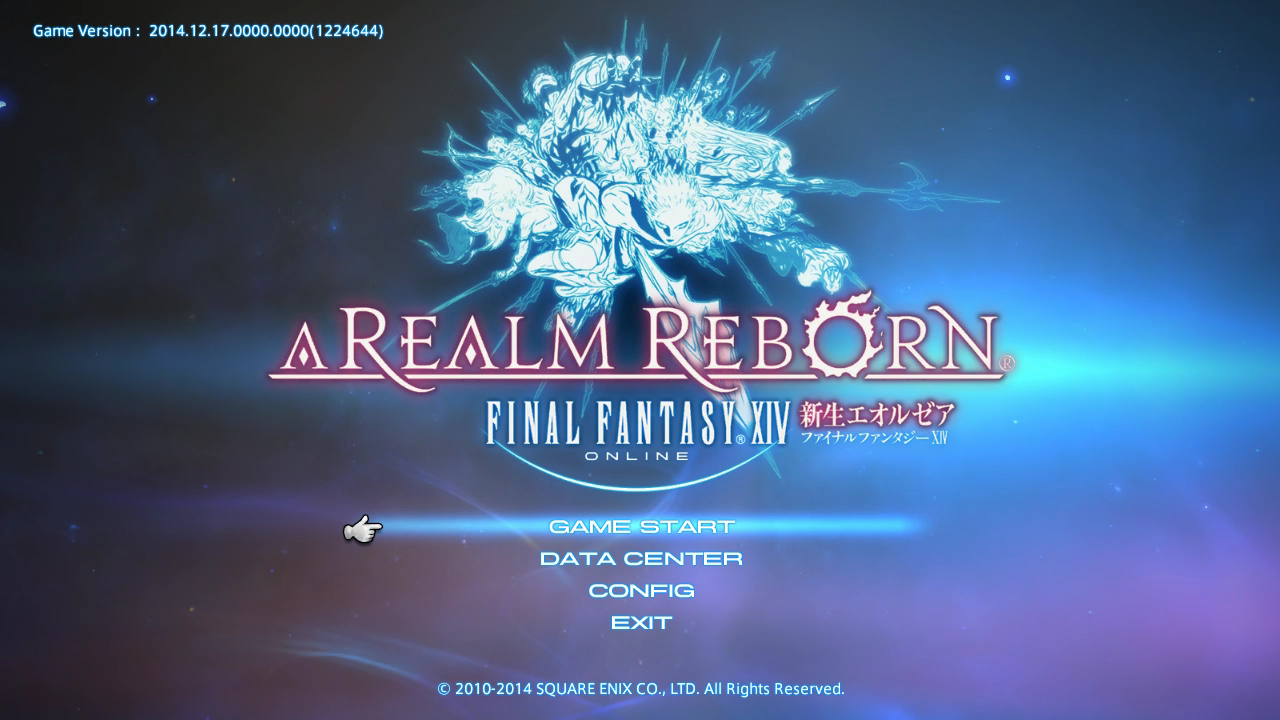 Game Version : 2014.12.17.0000.0000(1224644)
A REALM REBORN®
FINAL FANTASY® XIV
ONLINE
新生エオルゼア
ファイナルファンタジーXIV
GAME START
DATA CENTER
CONFIG
EXIT
© 2010-2014 SQUARE ENIX CO., LTD. All Rights Reserved.